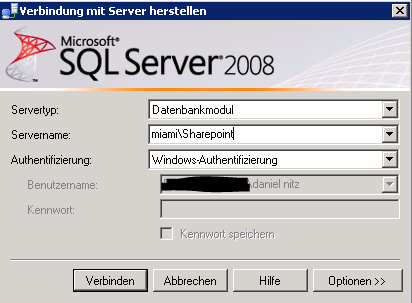 Verbindung mit Server herstellen
Microsoft®
SQL Server®2008
Servertyp: Datenbankmodul
Servername: miami\Sharepoint
Authentifizierung: Windows-Authentifizierung
Benutzername: \daniel nitz
Kennwort:
Kennwort speichern
Verbinden Abbrechen Hilfe Optionen >>